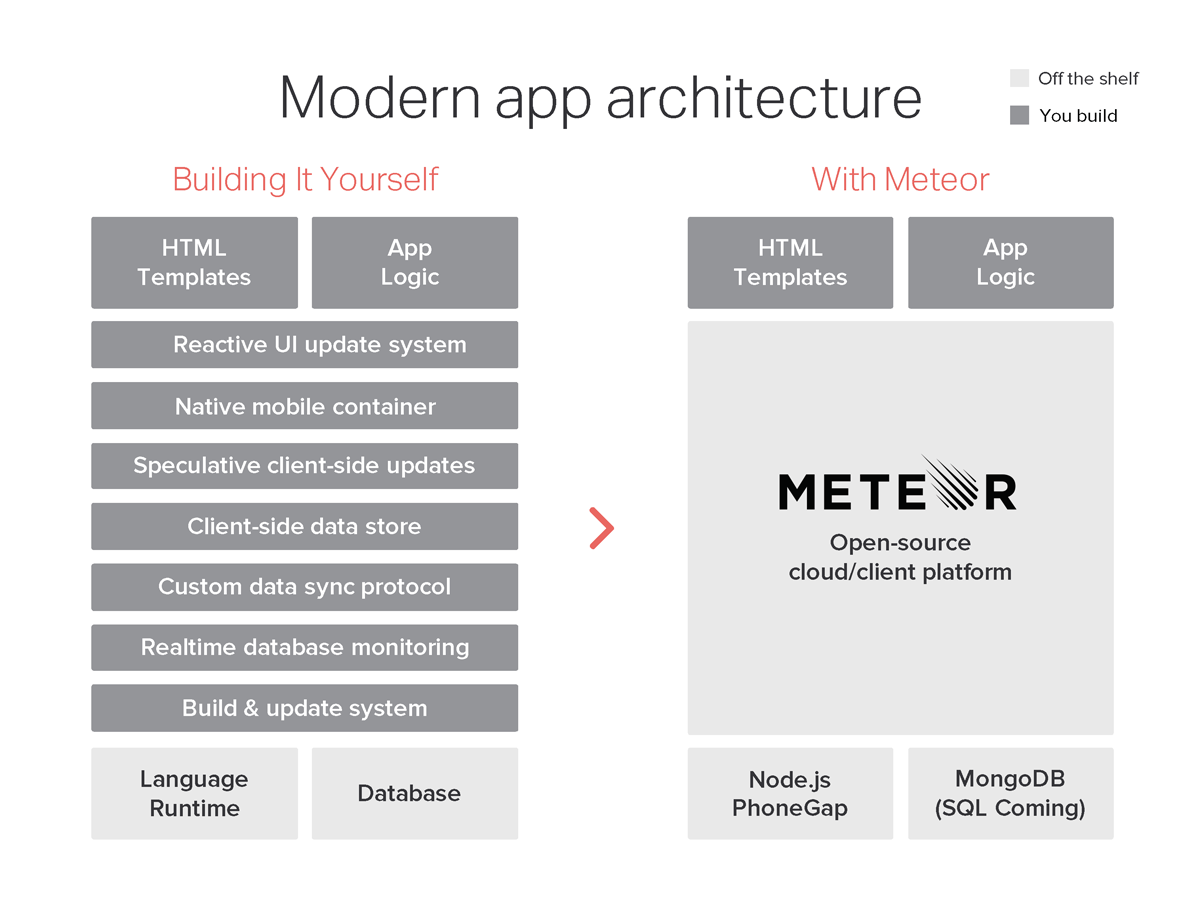 Modern app architecture
Off the shelf
You build
Building It Yourself
HTML
Templates
App
Logic
Reactive UI update system
Native mobile container
Speculative client-side updates
Client-side data store
Custom data sync protocol
Realtime database monitoring
Build & update system
Language
Runtime
Database
With Meteor
HTML
Templates
App
Logic
METEOR
Open-source
cloud/client platform
Node.js
PhoneGap
MongoDB
(SQL Coming)